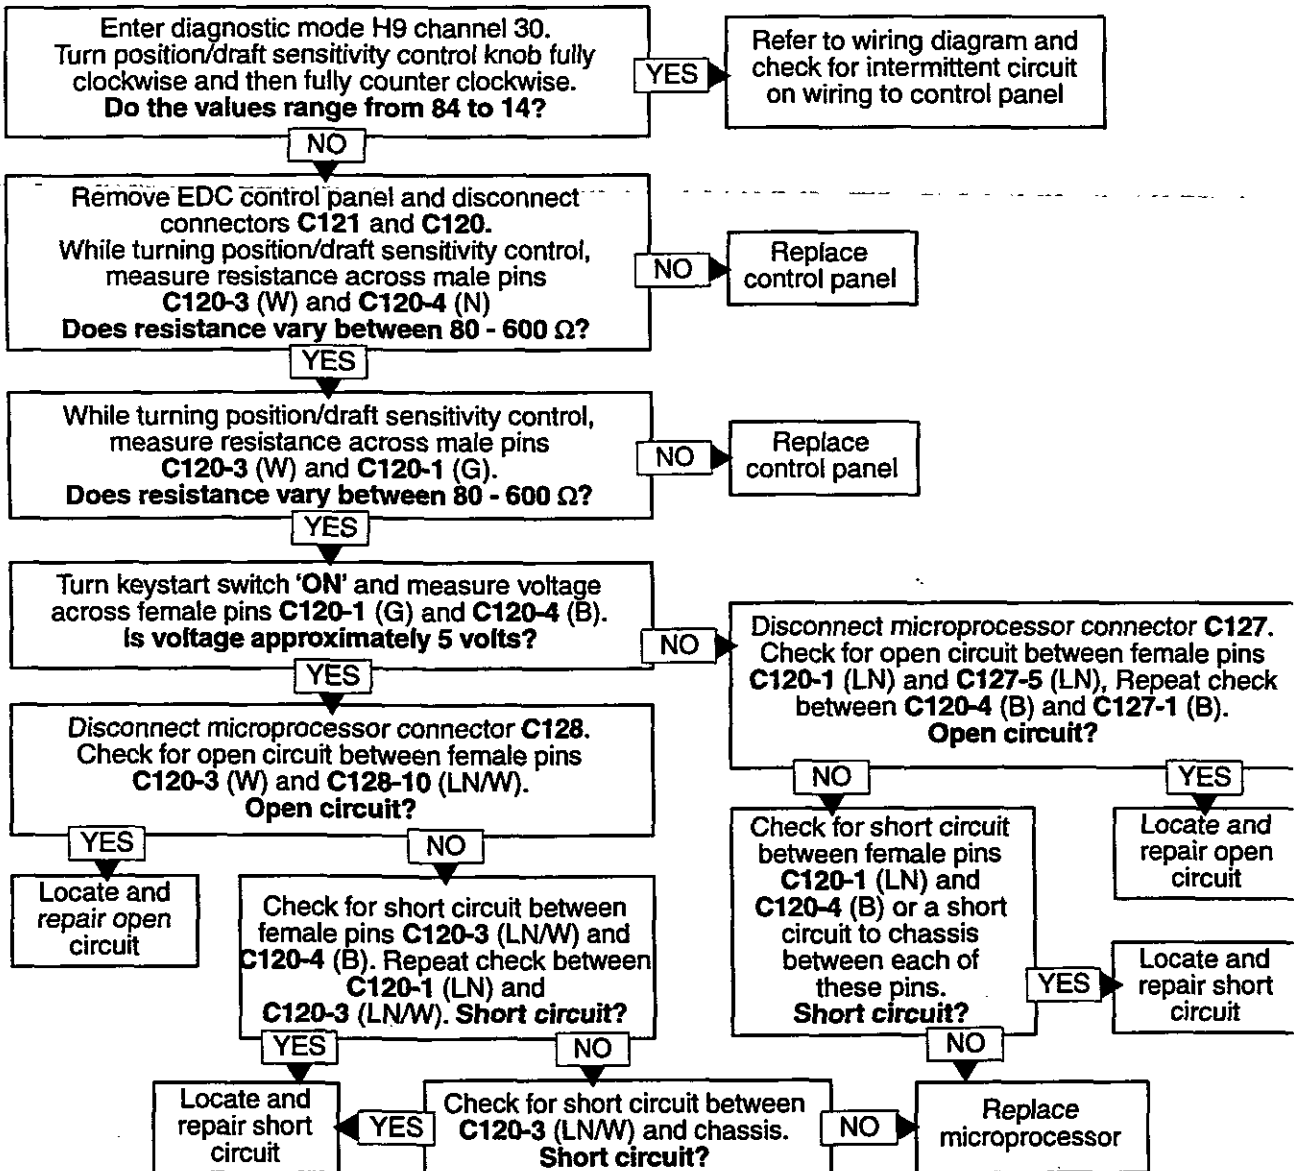 Enter diagnostic mode H9 channel 30.
Turn position/draft sensitivity control knob fully
clockwise and then fully counter clockwise.
Do the values range from 84 to 14?
YES
Refer to wiring diagram and
check for intermittent circuit
on wiring to control panel
NO
Remove EDC control panel and disconnect
connectors C121 and C120.
While turning position/draft sensitivity control,
measure resistance across male pins
C120-3 (W) and C120-4 (N)
Does resistance vary between 80 - 600 Ω?
NO
Replace
control panel
YES
While turning position/draft sensitivity control,
measure resistance across male pins
C120-3 (W) and C120-1 (G).
Does resistance vary between 80 - 600 Ω?
NO
Replace
control panel
YES
Turn keystart switch 'ON' and measure voltage
across female pins C120-1 (G) and C120-4 (B).
Is voltage approximately 5 volts?
NO
Disconnect microprocessor connector C127.
Check for open circuit between female pins
C120-1 (LN) and C127-5 (LN), Repeat check
between C120-4 (B) and C127-1 (B).
Open circuit?
YES
Disconnect microprocessor connector C128.
Check for open circuit between female pins
C120-3 (W) and C128-10 (LN/W).
Open circuit?
NO
YES
Check for short circuit
between female pins
C120-1 (LN) and
C120-4 (B) or a short
circuit to chassis
between each of
these pins.
Short circuit?
Locate and
repair open
circuit
YES
NO
Locate and
repair open
circuit
Check for short circuit between
female pins C120-3 (LN/W) and
C120-4 (B). Repeat check between
C120-1 (LN) and
C120-3 (LN/W). Short circuit?
YES
Locate and
repair short
circuit
YES
NO
NO
Locate and
repair short
circuit
YES
Check for short circuit between
C120-3 (LN/W) and chassis.
Short circuit?
NO
Replace
microprocessor